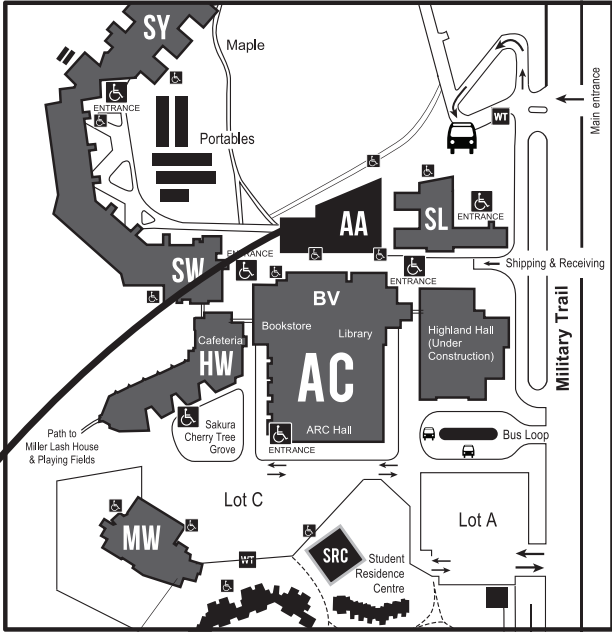 SY
Maple
ENTRANCE
Portables
WT
Main entrance
AA
SL
ENTRANCE
ENTRANCE
SW
ENTRANCE
Shipping & Receiving
BV
Bookstore
Library
Highland Hall
(Under
Construction)
Military Trail
Cafeteria
HW
AC
Sakura
Cherry Tree
Grove
ARC Hall
ENTRANCE
Path to
Miller Lash House
& Playing Fields
Bus Loop
Lot C
Lot A
MW
WT
SRC
Student
Residence
Centre